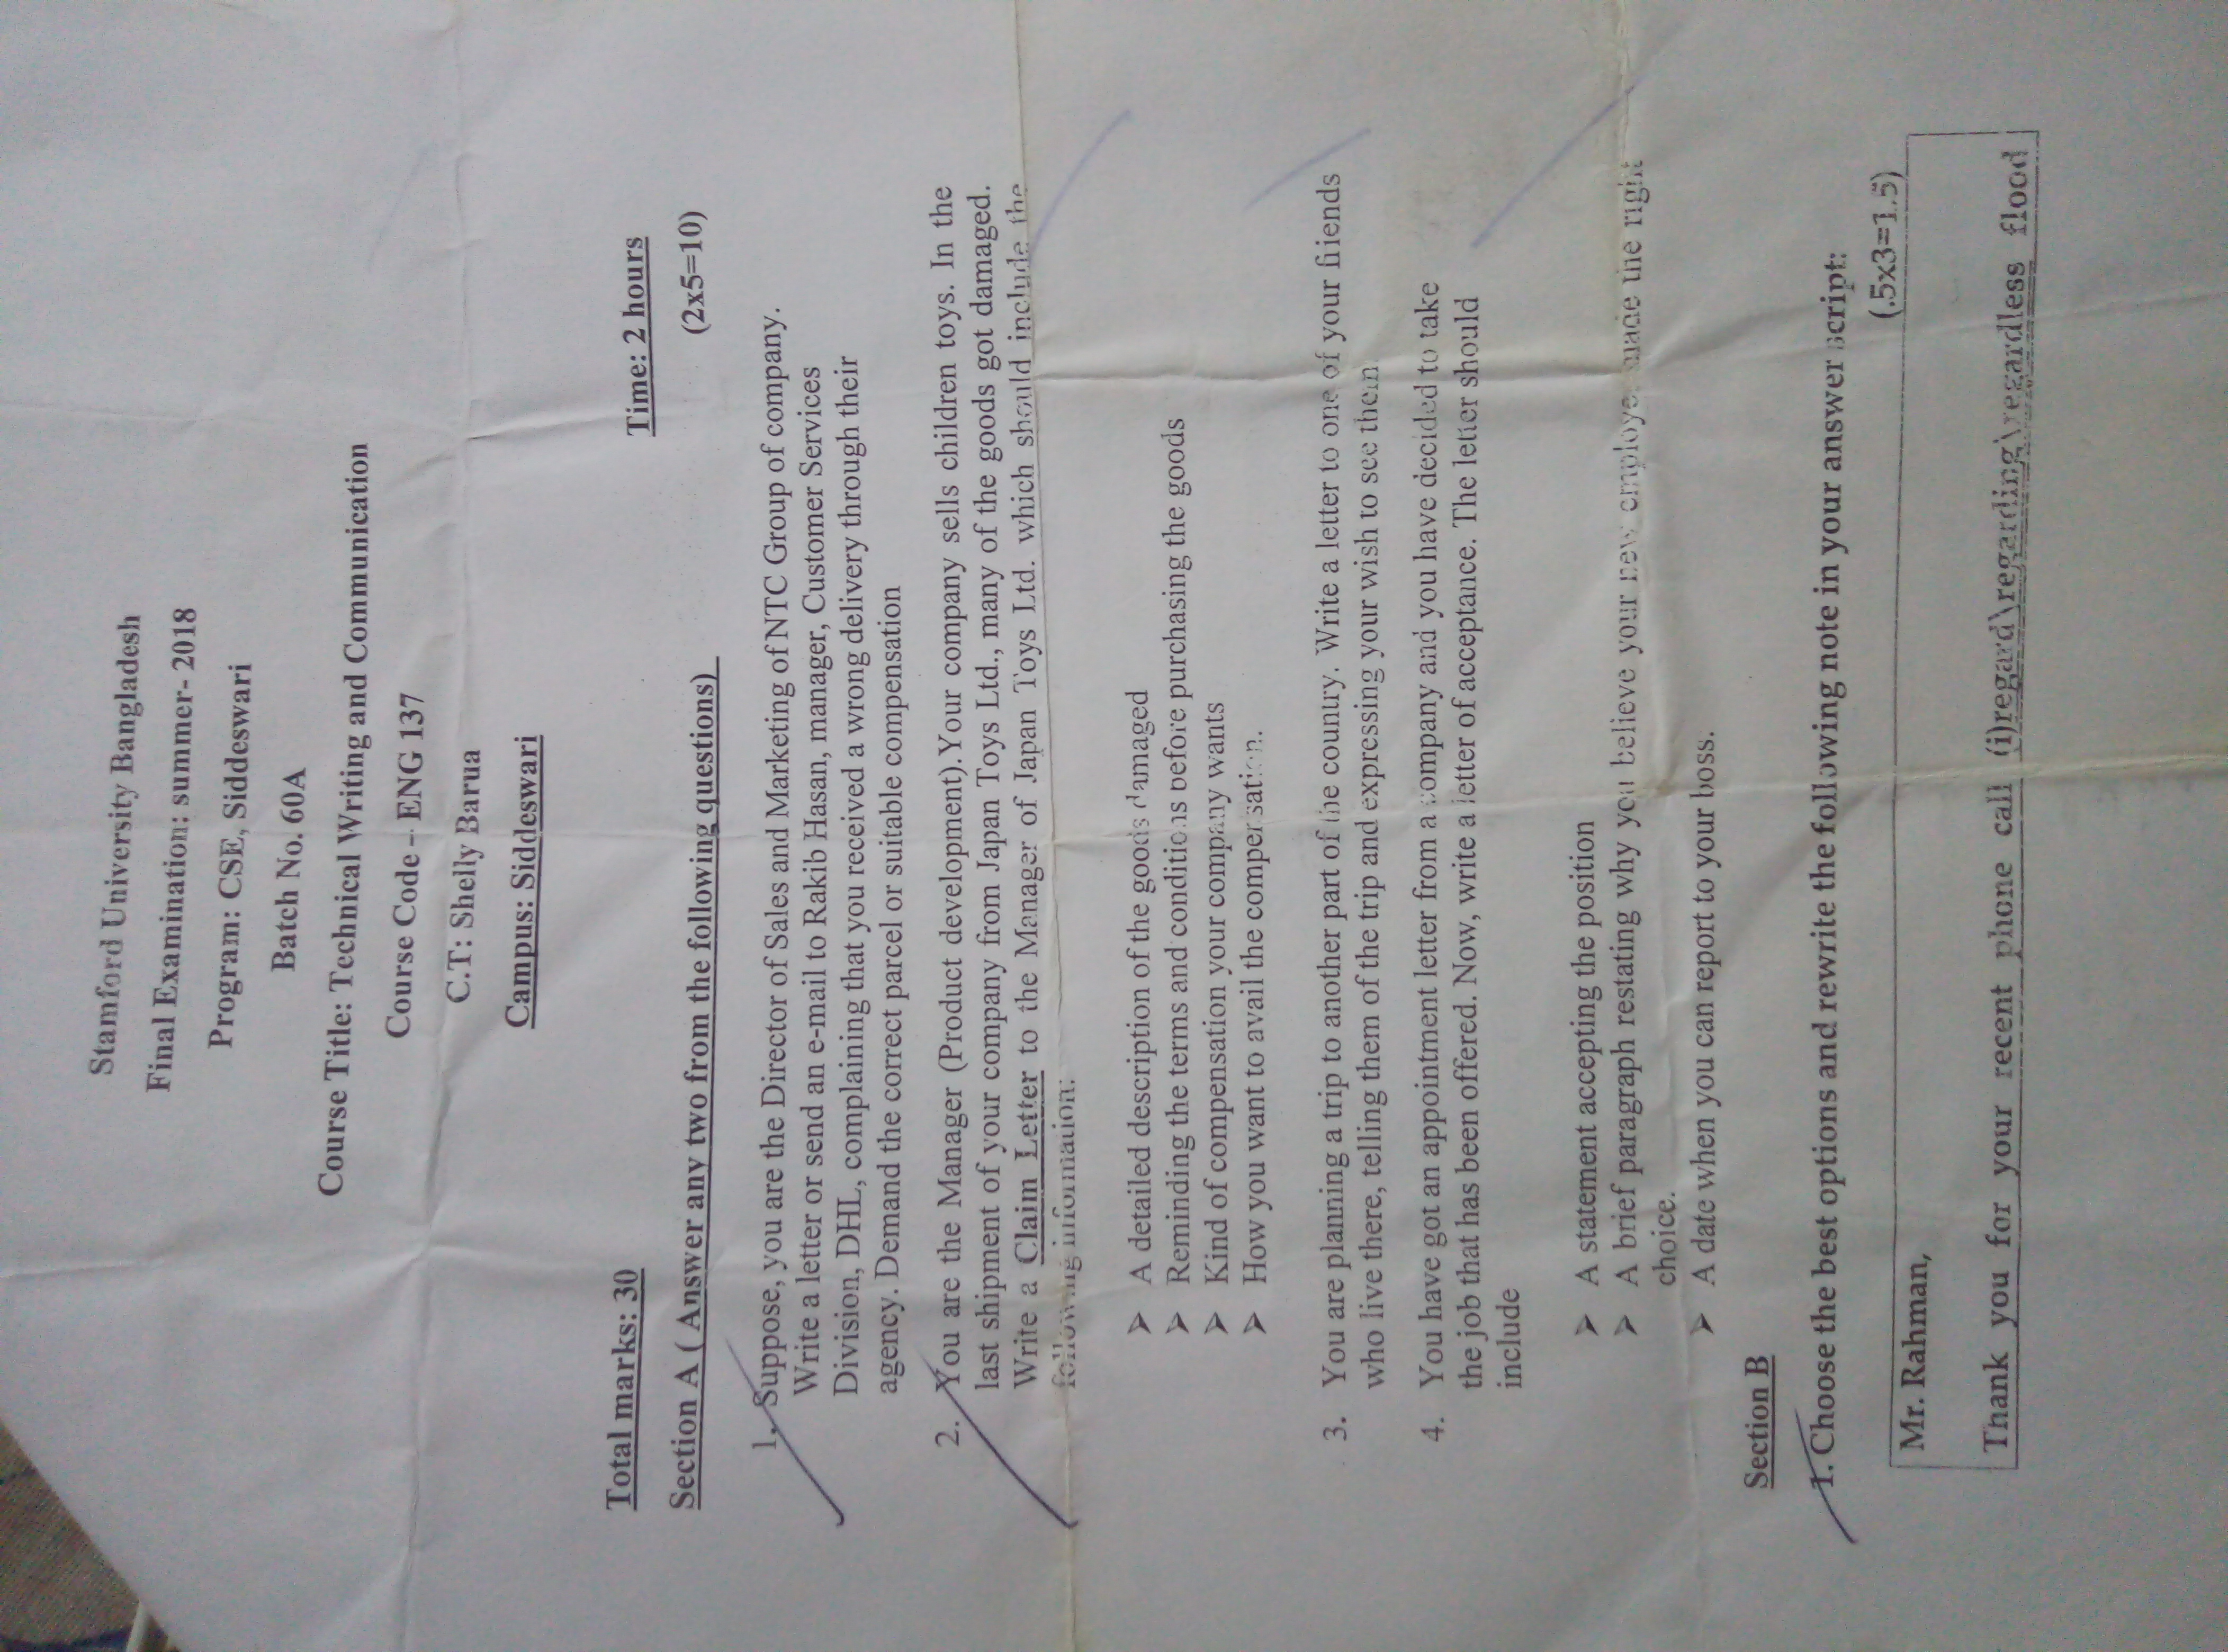 Stamford University Bangladesh
Final Examination: summer- 2018
Program: CSE, Siddeswari
Batch No. 60A
Course Title: Technical Writing and Communication
Course Code – ENG 137
C.T: Shelly Barua
Campus: Siddeswari
Total marks: 30 Time: 2 hours
Section A ( Answer any two from the following questions) (2x5=10)
1. Suppose, you are the Director of Sales and Marketing of NTC Group of company.
Write a letter or send an e-mail to Rakib Hasan, manager, Customer Services
Division, DHL, complaining that you received a wrong delivery through their
agency. Demand the correct parcel or suitable compensation
2. You are the Manager (Product development).Your company sells children toys. In the
last shipment of your company from Japan Toys Ltd., many of the goods got damaged.
Write a Claim Letter to the Manager of Japan Toys Ltd. which should include the
following information:
➤ A detailed description of the goods damaged
➤ Reminding the terms and conditions before purchasing the goods
➤ Kind of compensation your company wants
➤ How you want to avail the compensation.
3. You are planning a trip to another part of the country. Write a letter to one of your friends
who live there, telling them of the trip and expressing your wish to see them.
4. You have got an appointment letter from a company and you have decided to take
the job that has been offered. Now, write a letter of acceptance. The letter should
include
➤ A statement accepting the position
➤ A brief paragraph restating why you believe your new employer made the right
choice.
➤ A date when you can report to your boss.
Section B
1. Choose the best options and rewrite the following note in your answer script:
(.5x3=1.5)
Mr. Rahman,
Thank you for your recent phone call (i)regard\regarding\regardless flood